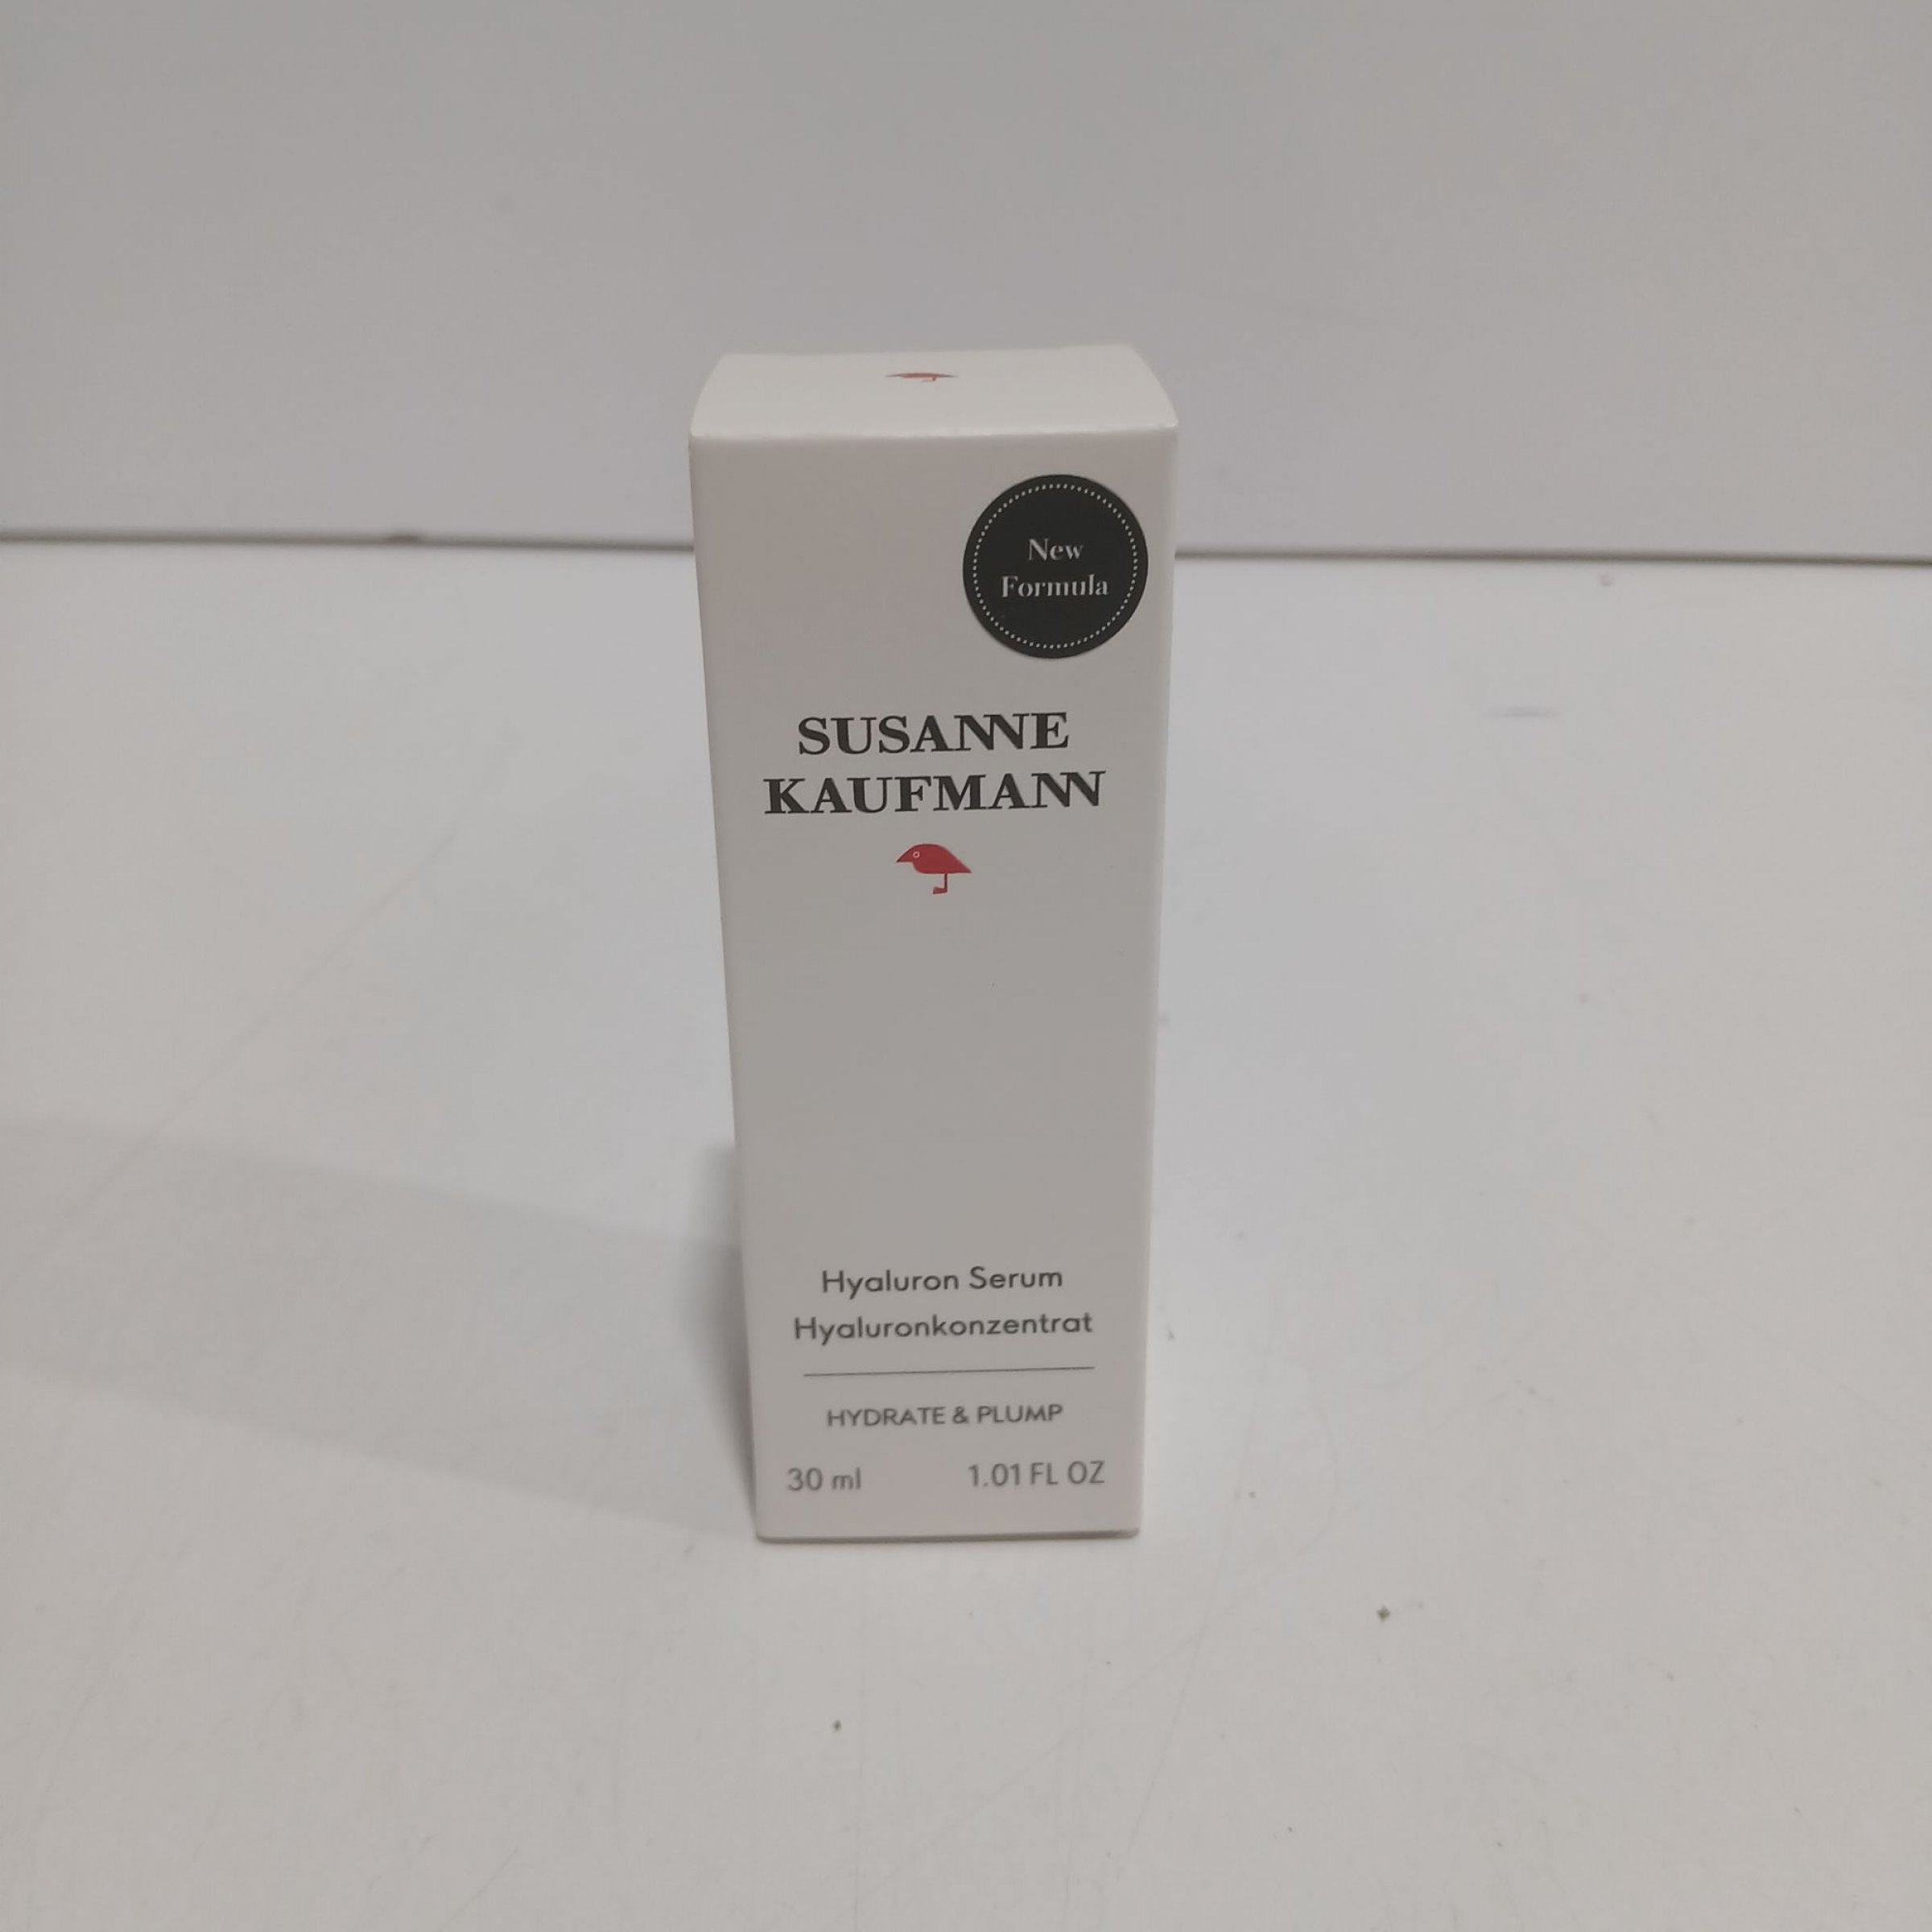 New
Formula
SUSANNE
KAUFMANN
Hyaluron Serum
Hyaluronkonzentrat
HYDRATE & PLUMP
30 ml 1.01 FL OZ